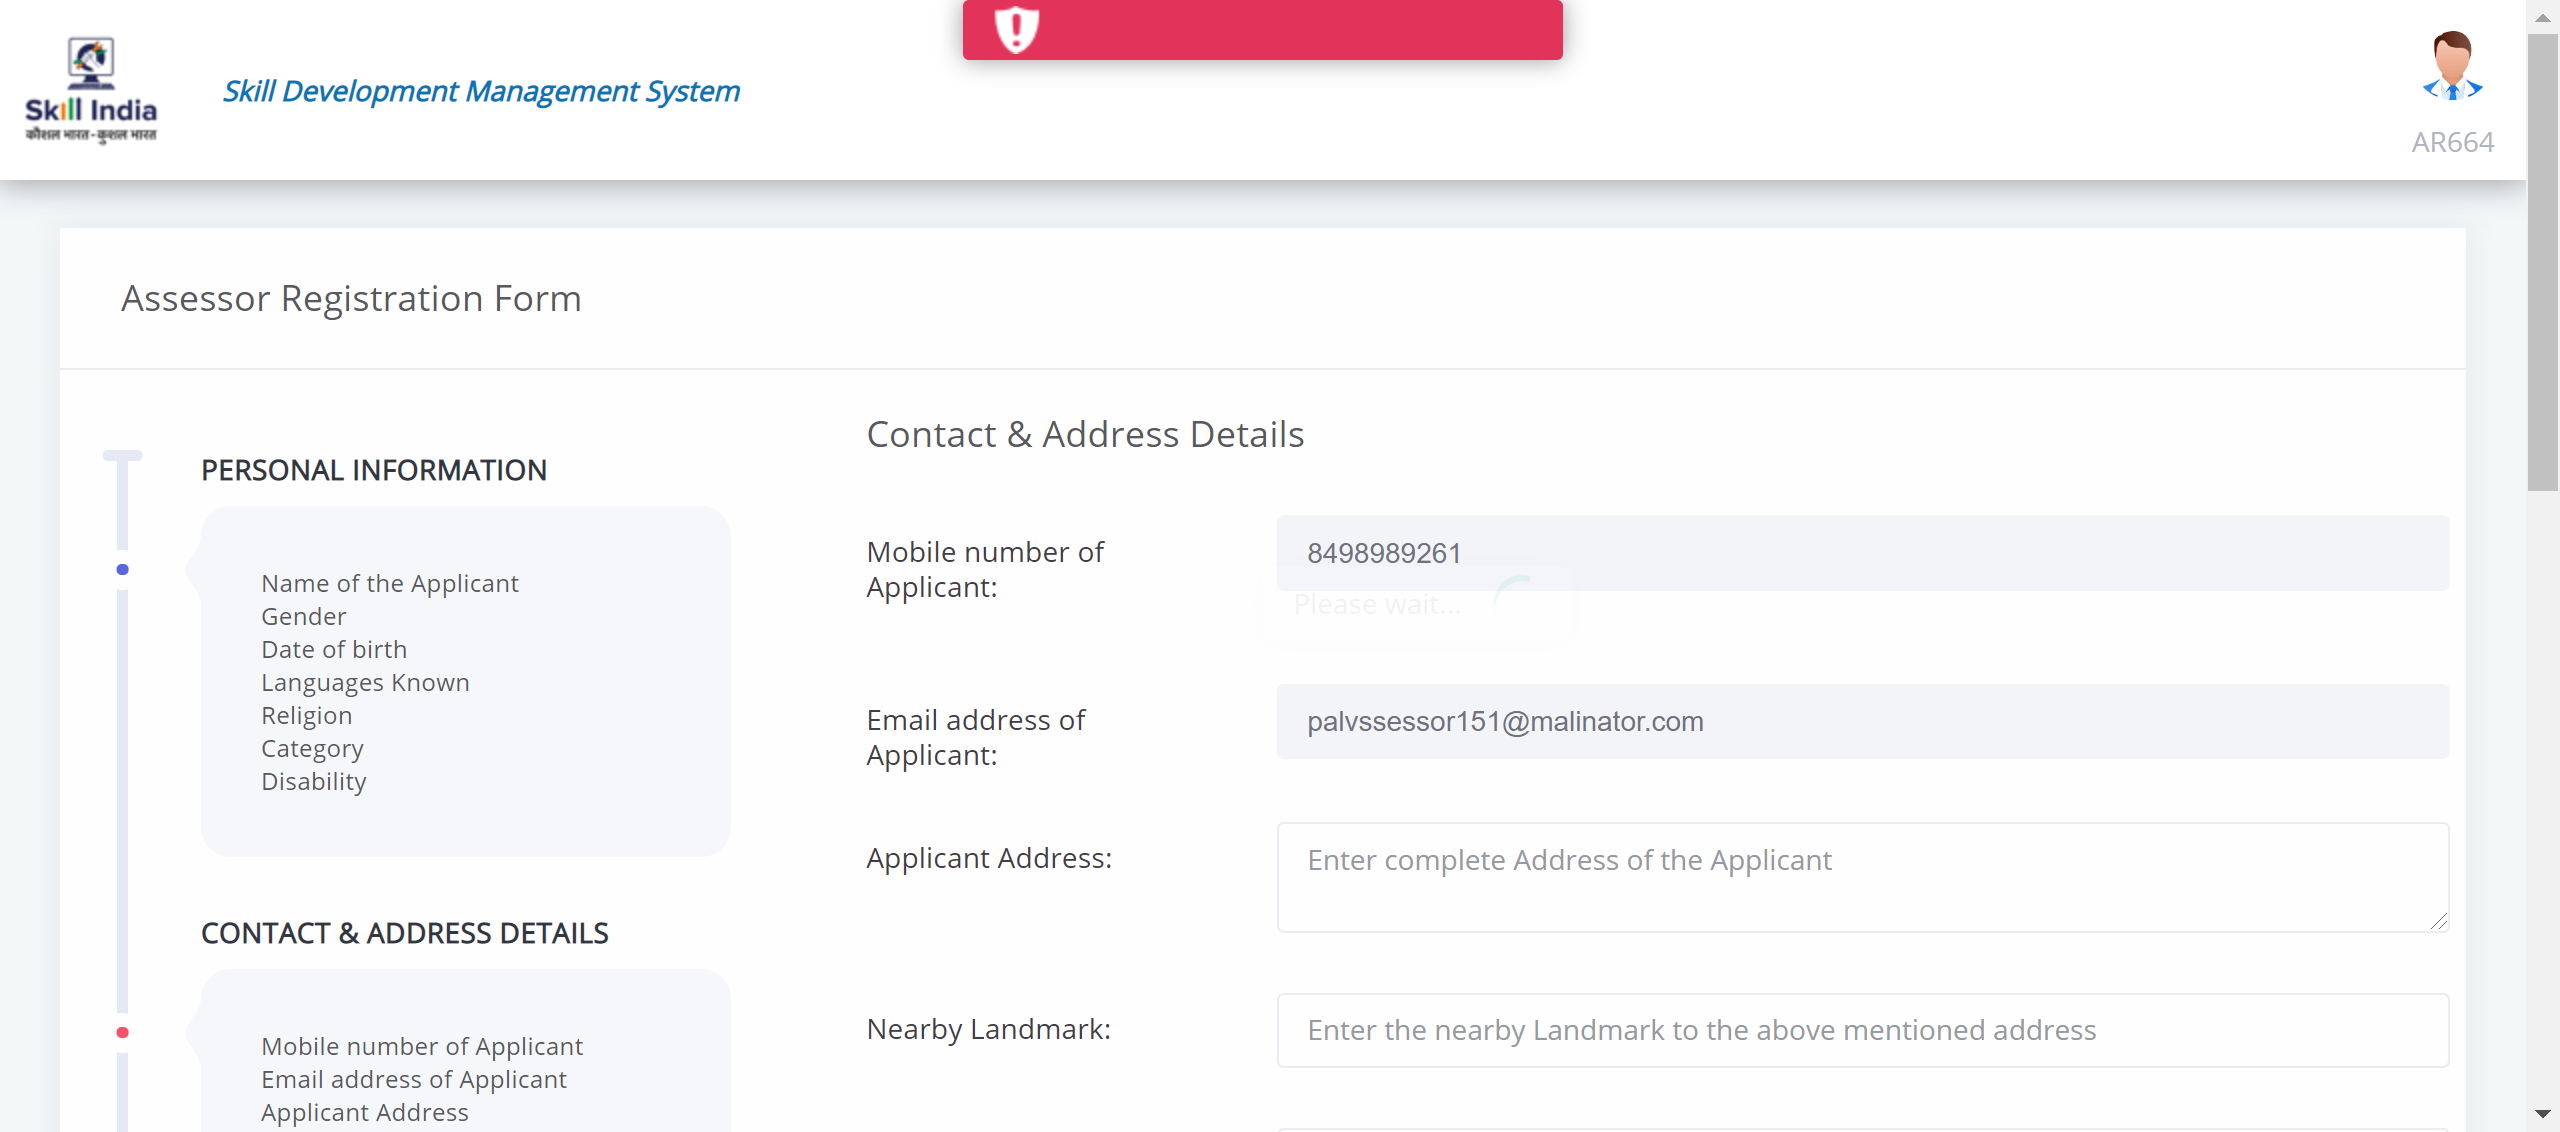 Skill India
कौशल भारत-कुशल भारत
Skill Development Management System
AR664
Assessor Registration Form
PERSONAL INFORMATION
Name of the Applicant
Gender
Date of birth
Languages Known
Religion
Category
Disability
CONTACT & ADDRESS DETAILS
Mobile number of Applicant
Email address of Applicant
Applicant Address
Contact & Address Details
Mobile number of
Applicant:
8498989261
Please wait...
Email address of
Applicant:
palvssessor151@malinator.com
Applicant Address:
Enter complete Address of the Applicant
Nearby Landmark:
Enter the nearby Landmark to the above mentioned address